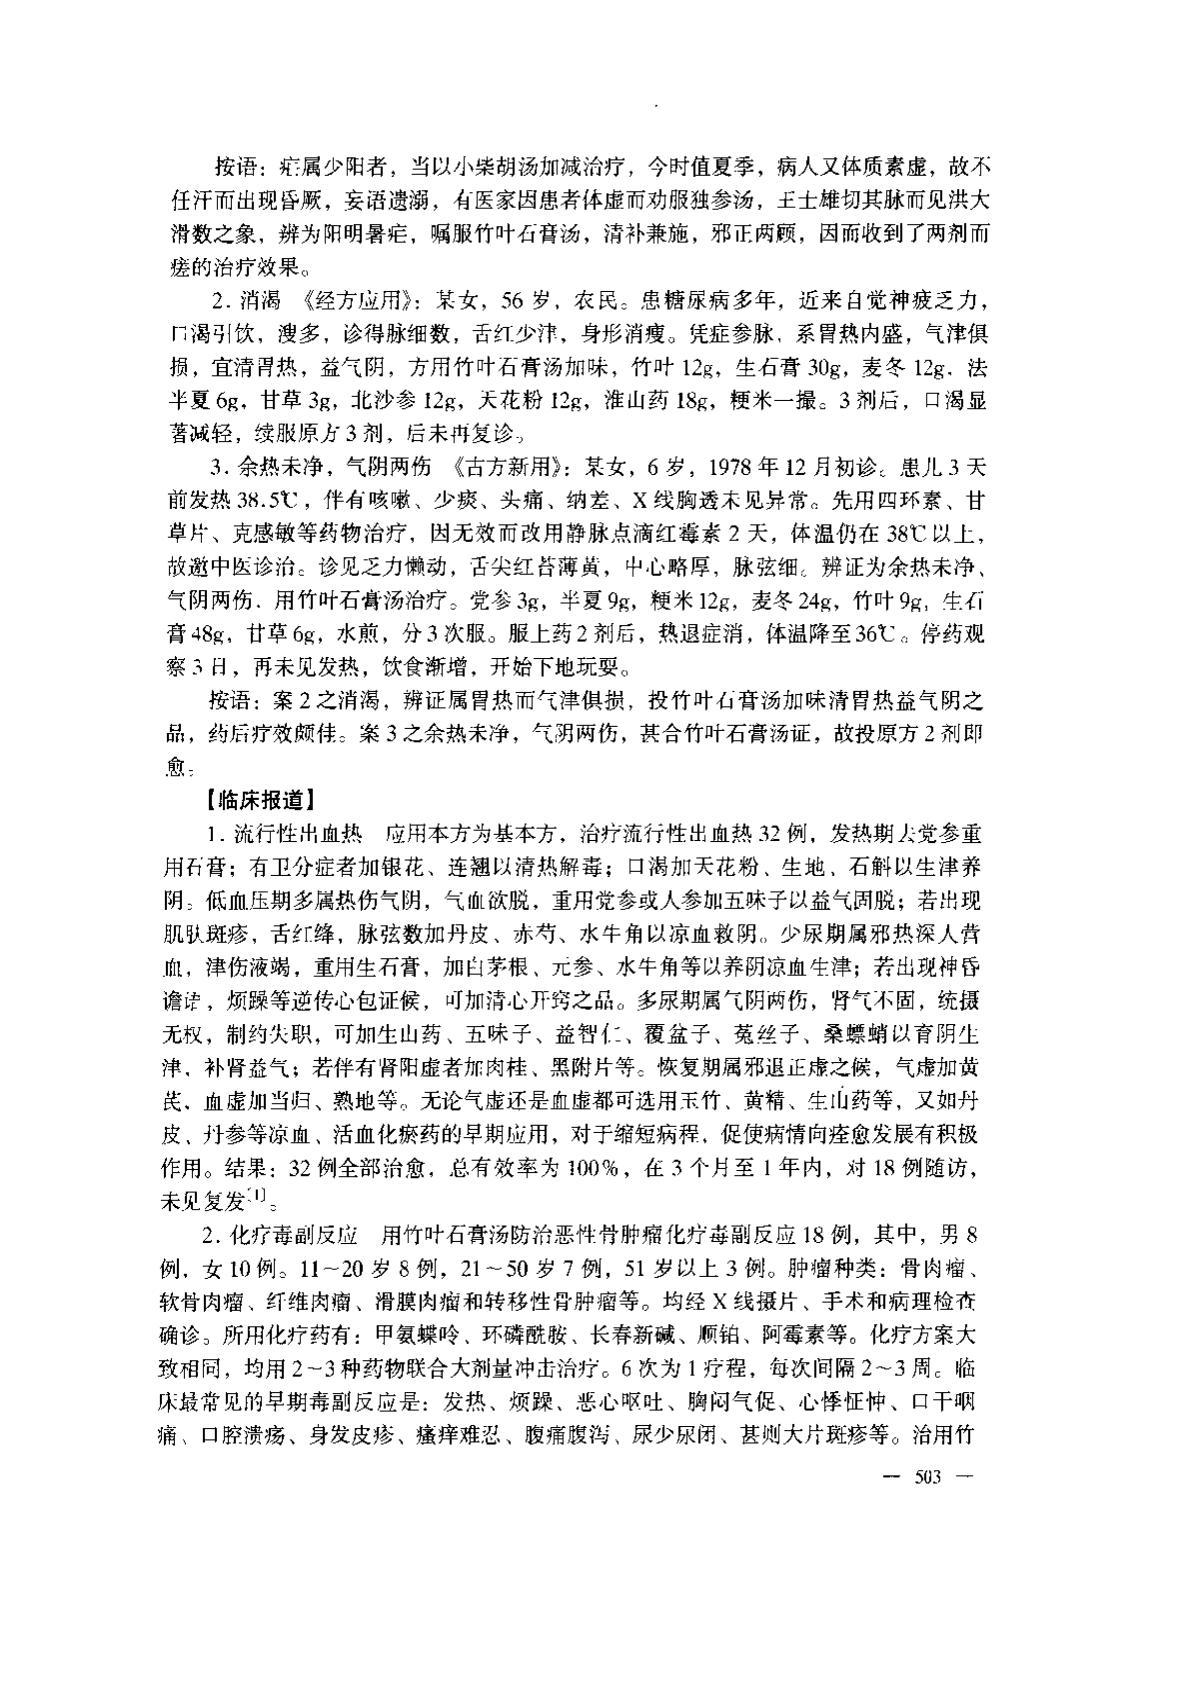 按语：疟属少阳者，当以小柴胡汤加减治疗，今时值夏季，病人又体质素虚，故不
任汗而出现昏厥，妄语遗溺，有医家因患者体虚而劝服独参汤，王士雄切其脉而见洪大
滑数之象，辨为阳明暑疟，嘱服竹叶石膏汤，清补兼施，邪正两顾，因而收到了两剂而
瘥的治疗效果。
2. 消渴　《经方应用》：某女，56 岁，农民。患糖尿病多年，近来自觉神疲乏力，
口渴引饮，溲多，诊得脉细数，舌红少津，身形消瘦。凭症参脉，系胃热内盛，气津俱
损，宜清胃热，益气阴，方用竹叶石膏汤加味，竹叶 12g，生石膏 30g，麦冬 12g，法
半夏 6g，甘草 3g，北沙参 12g，天花粉 12g，淮山药 18g，粳米一撮。3 剂后，口渴显
著减轻，续服原方 3 剂，后未再复诊。
3. 余热未净，气阴两伤　《古方新用》：某女，6 岁，1978 年 12 月初诊。患儿 3 天
前发热 38.5℃，伴有咳嗽、少痰、头痛、纳差、X 线胸透未见异常。先用四环素、甘
草片、克感敏等药物治疗，因无效而改用静脉点滴红霉素 2 天，体温仍在 38℃以上，
故邀中医诊治。诊见乏力懒动，舌尖红苔薄黄，中心略厚，脉弦细。辨证为余热未净、
气阴两伤．用竹叶石膏汤治疗。党参 3g，半夏 9g，粳米 12g，麦冬 24g，竹叶 9g，生石
膏 48g，甘草 6g，水煎，分 3 次服。服上药 2 剂后，热退症消，体温降至36℃。停药观
察 3 日，再未见发热，饮食渐增，开始下地玩耍。
按语：案 2 之消渴，辨证属胃热而气津俱损，投竹叶石膏汤加味清胃热益气阴之
品，药后疗效颇佳。案 3 之余热未净，气阴两伤，甚合竹叶石膏汤证，故投原方 2 剂即
愈。
【临床报道】
1. 流行性出血热　应用本方为基本方，治疗流行性出血热 32 例，发热期去党参重
用石膏；有卫分症者加银花、连翘以清热解毒；口渴加天花粉、生地、石斛以生津养
阴。低血压期多属热伤气阴，气血欲脱，重用党参或人参加五味子以益气固脱；若出现
肌肤斑疹，舌红绛，脉弦数加丹皮、赤芍、水牛角以凉血救阴。少尿期属邪热深入营
血，津伤液竭，重用生石膏，加白茅根、元参、水牛角等以养阴凉血生津；若出现神昏
谵语，烦躁等逆传心包证候，可加清心开窍之品。多尿期属气阴两伤，肾气不固，统摄
无权，制约失职，可加生山药、五味子、益智仁、覆盆子、菟丝子、桑螵蛸以育阴生
津，补肾益气；若伴有肾阳虚者加肉桂、黑附片等。恢复期属邪退正虚之候，气虚加黄
芪，血虚加当归、熟地等。无论气虚还是血虚都可选用玉竹、黄精、生山药等，又如丹
皮、丹参等凉血、活血化瘀药的早期应用，对于缩短病程，促使病情向痊愈发展有积极
作用。结果：32 例全部治愈，总有效率为 100%，在 3 个月至 1 年内，对 18 例随访，
未见复发[1]。
2. 化疗毒副反应　用竹叶石膏汤防治恶性骨肿瘤化疗毒副反应 18 例，其中，男 8
例，女 10 例。11～20 岁 8 例，21～50 岁 7 例，51 岁以上 3 例。肿瘤种类：骨肉瘤、
软骨肉瘤、纤维肉瘤、滑膜肉瘤和转移性骨肿瘤等。均经 X 线摄片、手术和病理检查
确诊。所用化疗药有：甲氨蝶呤、环磷酰胺、长春新碱、顺铂、阿霉素等。化疗方案大
致相同，均用 2～3 种药物联合大剂量冲击治疗。6 次为 1 疗程，每次间隔 2～3 周。临
床最常见的早期毒副反应是：发热、烦躁、恶心呕吐、胸闷气促、心悸怔忡、口干咽
痛、口腔溃疡、身发皮疹、瘙痒难忍、腹痛腹泻、尿少尿闭、甚则大片斑疹等。治用竹
— 503 —